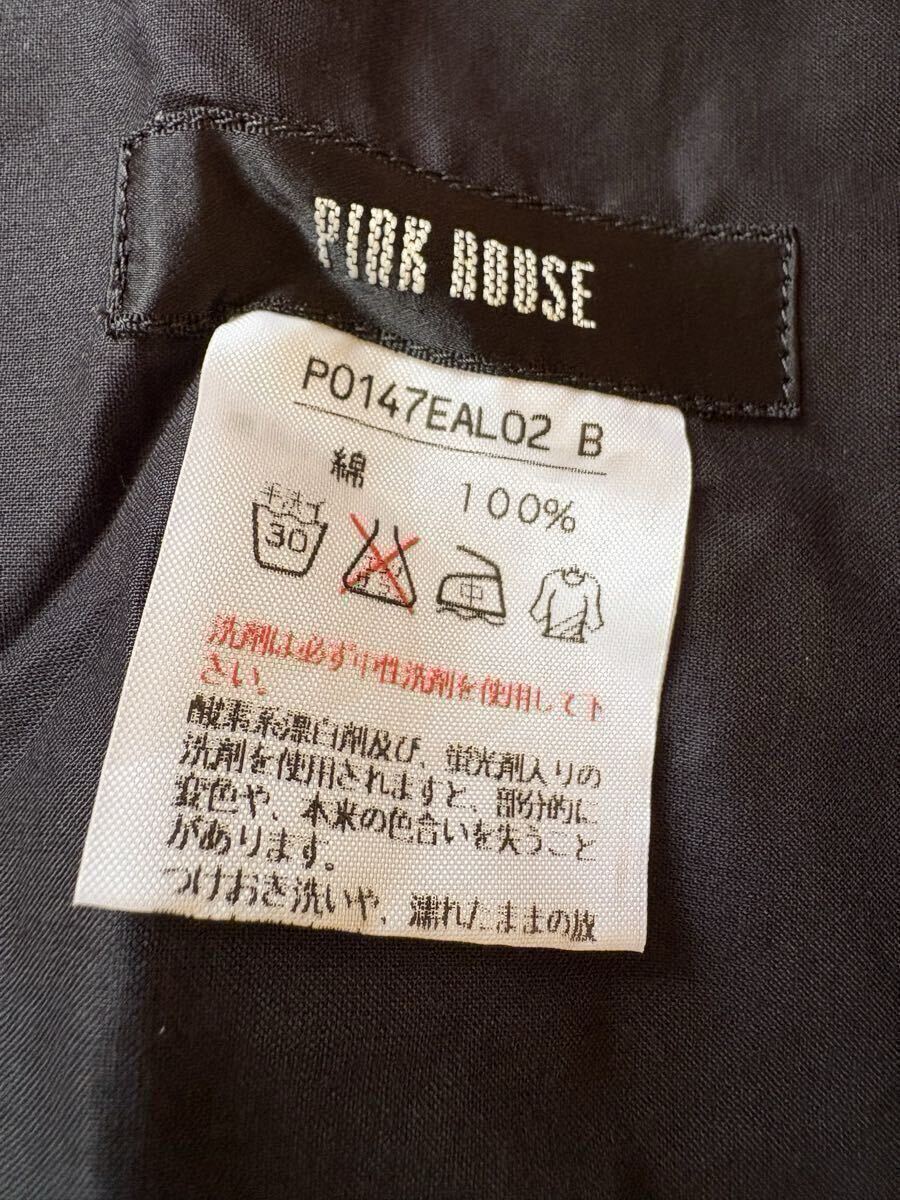 PINK HOUSE
P0147EAL02 B
綿 100%
30
中
洗剤は必ず中性洗剤を使用して下
さい。
酸素系漂白剤及び、蛍光剤入りの
洗剤を使用されますと、部分的に
変色や、本来の色合いを失うこと
があります。
つけおき洗いや、濡れたままの放